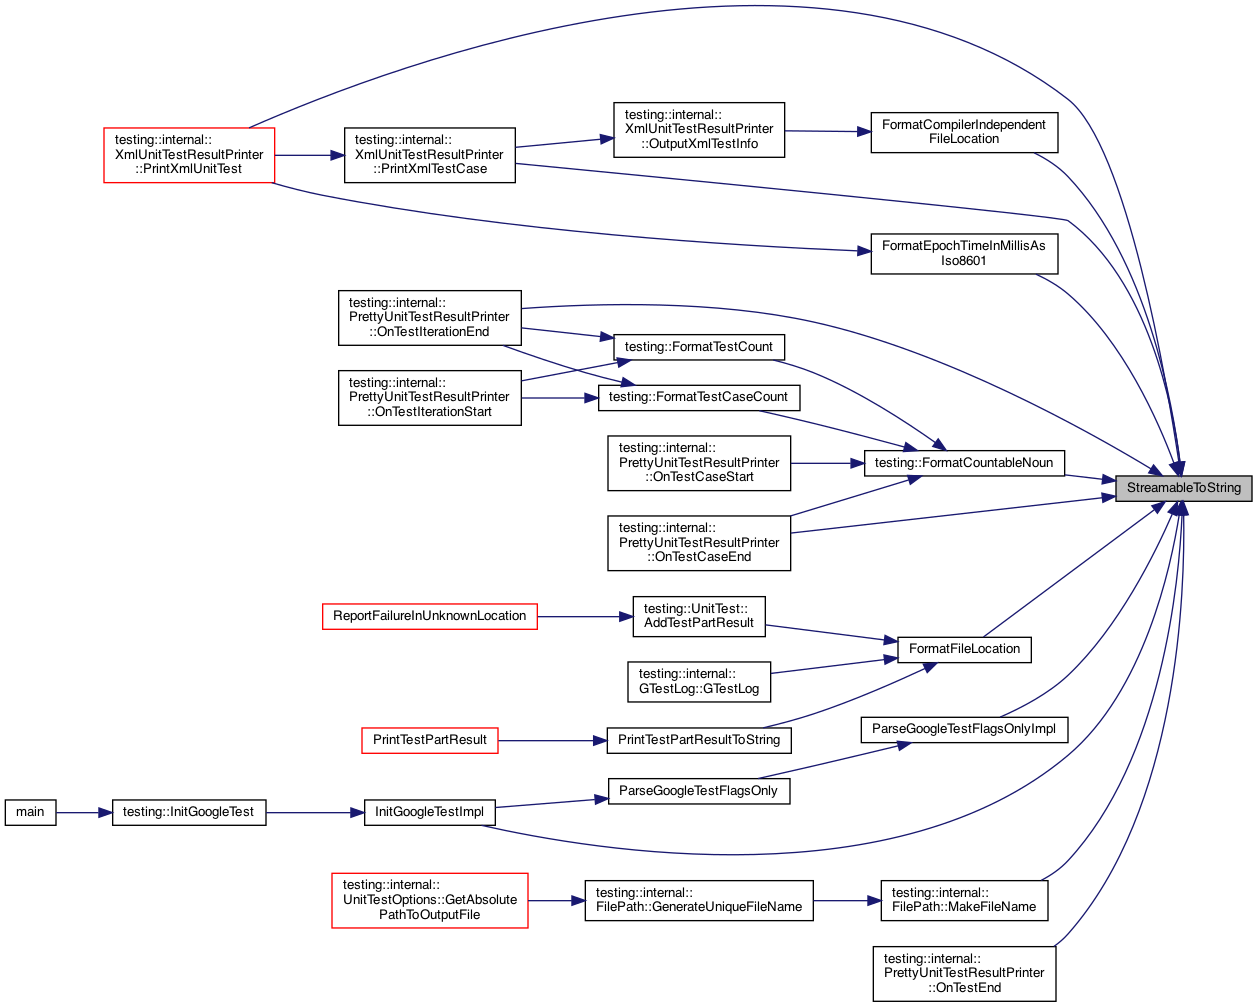 testing::internal::
XmlUnitTestResultPrinter
::PrintXmlUnitTest
testing::internal::
XmlUnitTestResultPrinter
::PrintXmlTestCase
testing::internal::
XmlUnitTestResultPrinter
::OutputXmlTestInfo
FormatCompilerIndependent
FileLocation
FormatEpochTimeInMillisAs
Iso8601
testing::internal::
PrettyUnitTestResultPrinter
::OnTestIterationEnd
testing::FormatTestCount
testing::internal::
PrettyUnitTestResultPrinter
::OnTestIterationStart
testing::FormatTestCaseCount
testing::internal::
PrettyUnitTestResultPrinter
::OnTestCaseStart
testing::FormatCountableNoun
StreamableToString
testing::internal::
PrettyUnitTestResultPrinter
::OnTestCaseEnd
ReportFailureInUnknownLocation
testing::UnitTest::
AddTestPartResult
FormatFileLocation
testing::internal::
GTestLog::GTestLog
PrintTestPartResult
PrintTestPartResultToString
ParseGoogleTestFlagsOnlyImpl
ParseGoogleTestFlagsOnly
main
testing::InitGoogleTest
InitGoogleTestImpl
testing::internal::
UnitTestOptions::GetAbsolute
PathToOutputFile
testing::internal::
FilePath::GenerateUniqueFileName
testing::internal::
FilePath::MakeFileName
testing::internal::
PrettyUnitTestResultPrinter
::OnTestEnd